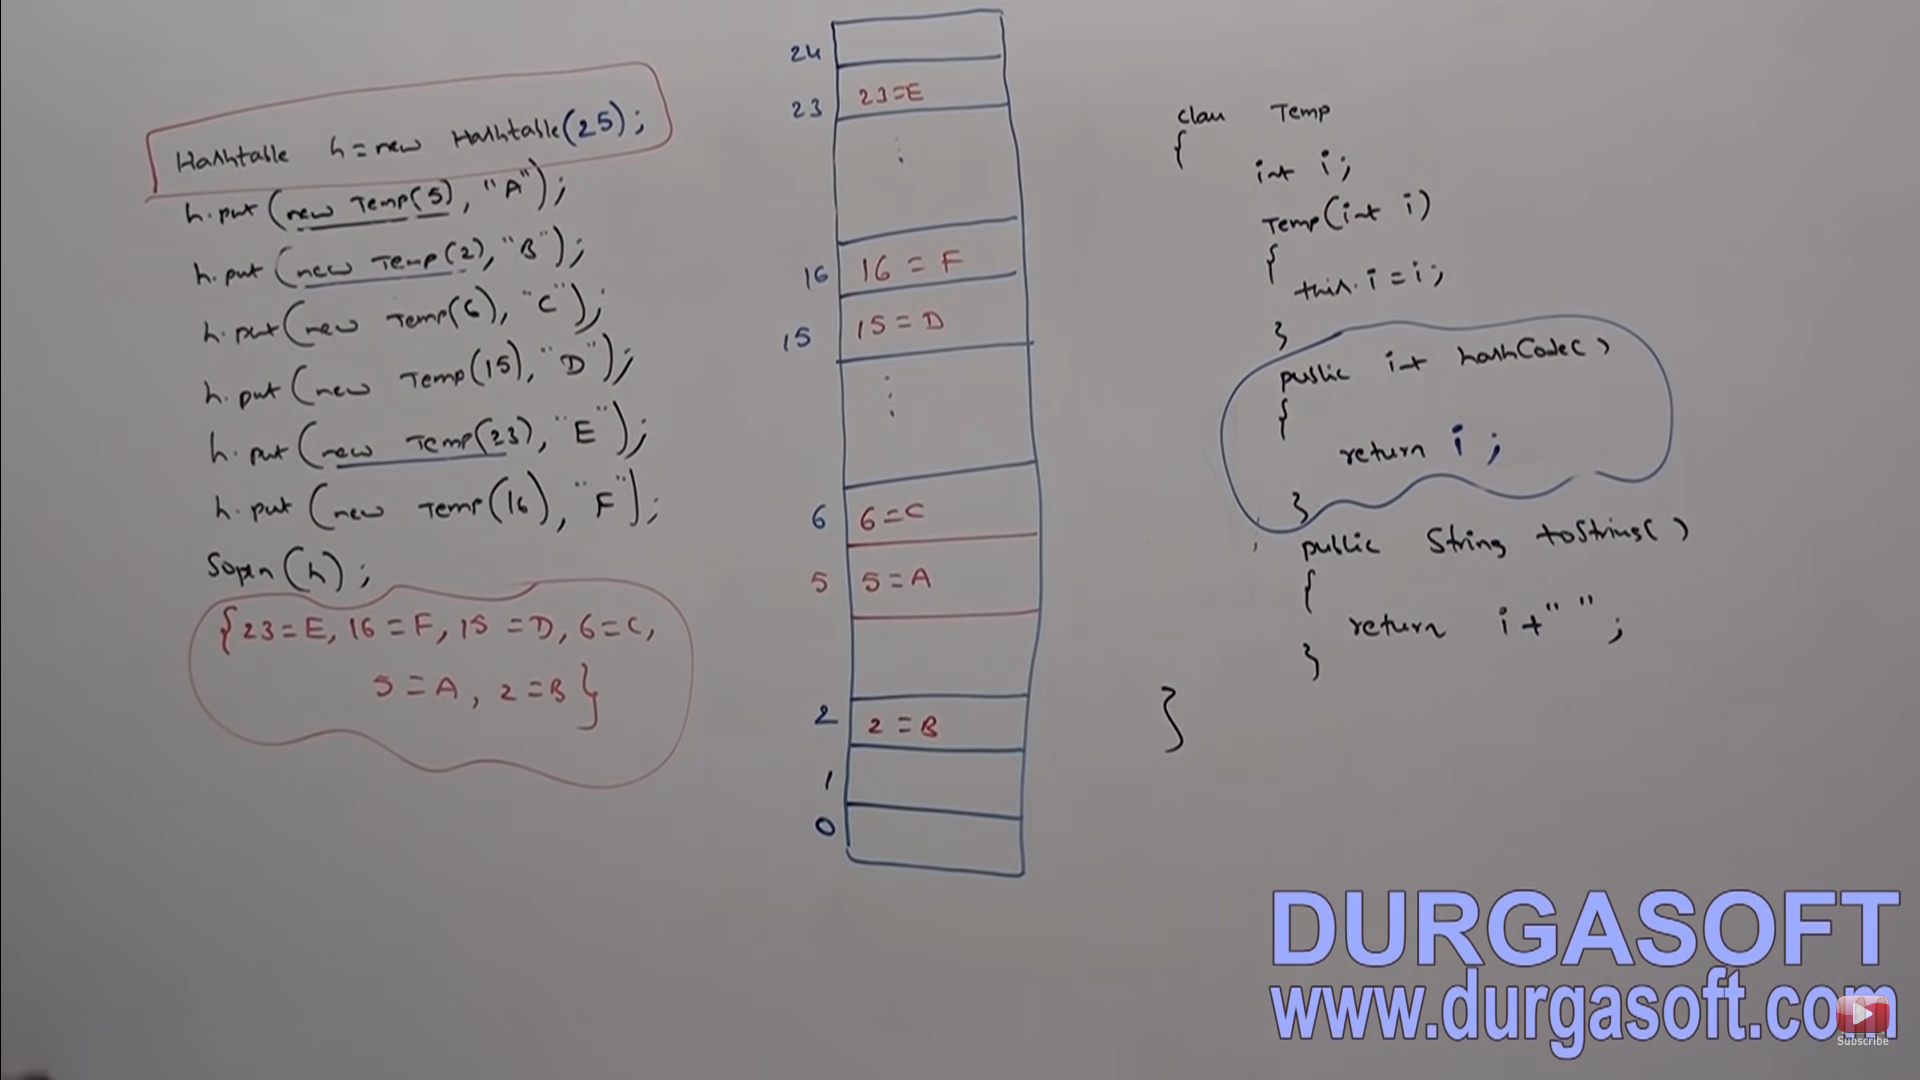 Hashtable h = new Hashtable(25);
h.put(new Temp(5), "A");
h.put(new Temp(2), "B");
h.put(new Temp(6), "C");
h.put(new Temp(15), "D");
h.put(new Temp(23), "E");
h.put(new Temp(16), "F");
Sopln(h);
{23=E, 16=F, 15=D, 6=C,
5=A, 2=B}
24
23 23=E
16 16=F
15 15=D
6 6=C
5 5=A
2 2=B
1
0
class Temp
{
int i;
Temp(int i)
{
this.i=i;
}
public int hashCode()
{
return i;
}
public String toString()
{
return i+" ";
}
}
DURGASOFT
www.durgasoft.com
Subscribe